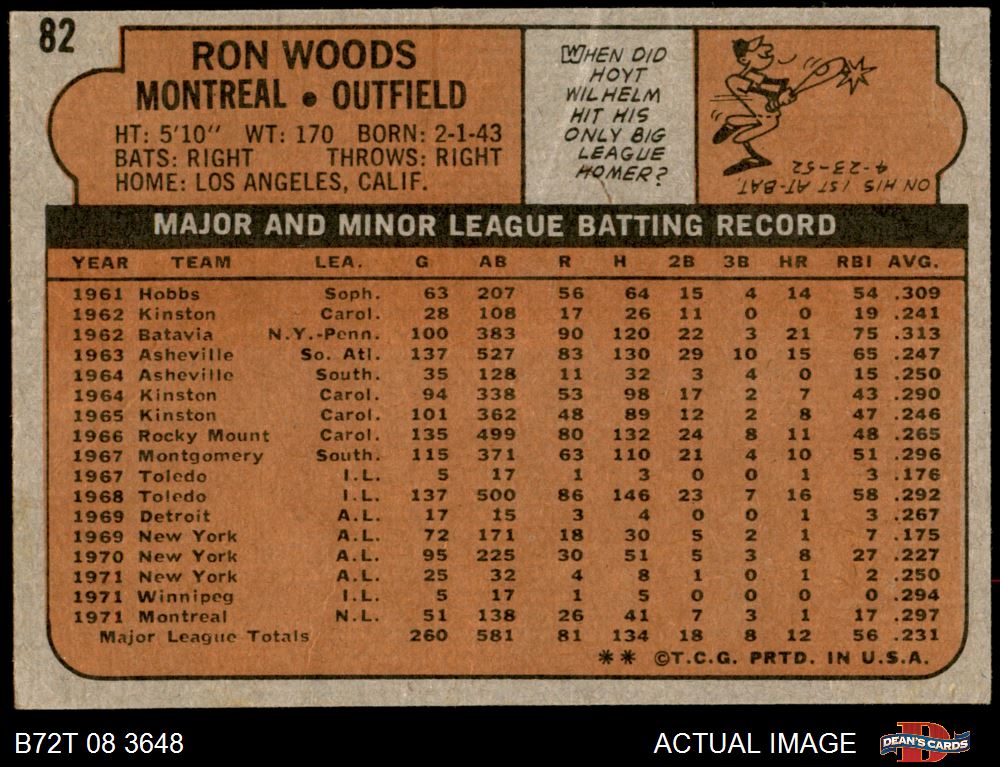 82
RON WOODS
MONTREAL • OUTFIELD
HT: 5'10" WT: 170 BORN: 2-1-43
BATS: RIGHT THROWS: RIGHT
HOME: LOS ANGELES, CALIF.
WHEN DID
HOYT
WILHELM
HIT HIS
ONLY BIG
LEAGUE
HOMER?
ON HIS 1ST AT-BAT.
4-23-52
MAJOR AND MINOR LEAGUE BATTING RECORD
YEAR TEAM LEA. G AB R H 2B 3B HR RBI AVG.
1961 Hobbs Soph. 63 207 56 64 15 4 14 54 .309
1962 Kinston Carol. 28 108 17 26 11 0 0 19 .241
1962 Batavia N.Y.-Penn. 100 383 90 120 22 3 21 75 .313
1963 Asheville So. Atl. 137 527 83 130 29 10 15 65 .247
1964 Asheville South. 35 128 11 32 3 4 0 15 .250
1964 Kinston Carol. 94 338 53 98 17 2 7 43 .290
1965 Kinston Carol. 101 362 48 89 12 2 8 47 .246
1966 Rocky Mount Carol. 135 499 80 132 24 8 11 48 .265
1967 Montgomery South. 115 371 63 110 21 4 10 51 .296
1967 Toledo I.L. 5 17 1 3 0 0 1 3 .176
1968 Toledo I.L. 137 500 86 146 23 7 16 58 .292
1969 Detroit A.L. 17 15 3 4 0 0 1 3 .267
1969 New York A.L. 72 171 18 30 5 2 1 7 .175
1970 New York A.L. 95 225 30 51 5 3 8 27 .227
1971 New York A.L. 25 32 4 8 1 0 1 2 .250
1971 Winnipeg I.L. 5 17 1 5 0 0 0 0 .294
1971 Montreal N.L. 51 138 26 41 7 3 1 17 .297
Major League Totals 260 581 81 134 18 8 12 56 .231
** ©T.C.G. PRTD. IN U.S.A.
B72T 08 3648
ACTUAL IMAGE
D
DEAN'S CARDS